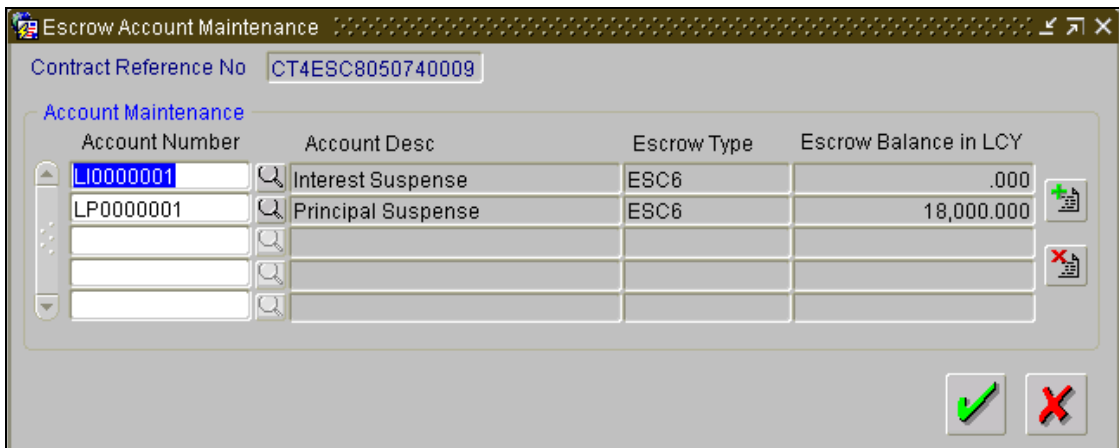 Escrow Account Maintenance
Contract Reference No CT4ESC8050740009
Account Maintenance
Account Number Account Desc Escrow Type Escrow Balance in LCY
LI0000001 Interest Suspense ESC6 .000
LP0000001 Principal Suspense ESC6 18,000.000